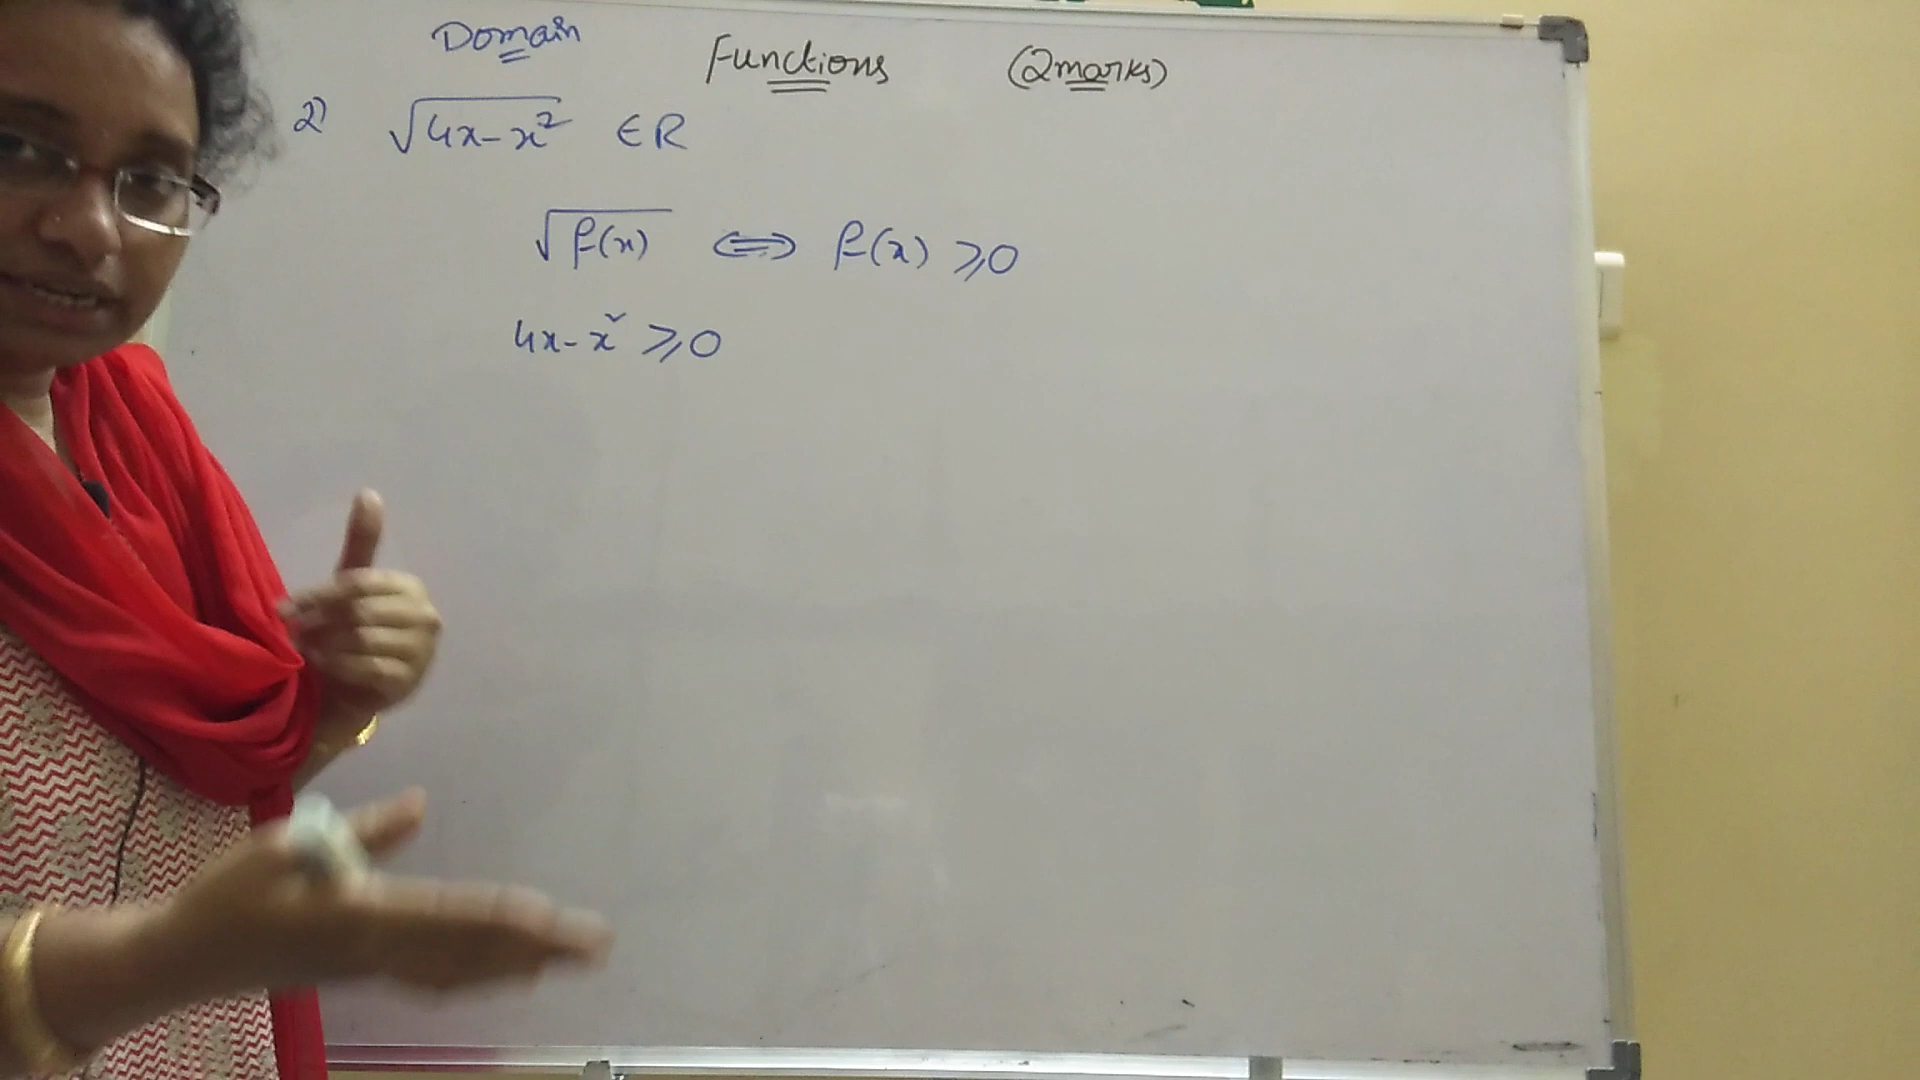 Domain
Functions (2marks)
2) √4x-x² ∈R
√f(x) ⇔ f(x) ⩾0
4x-x² ⩾0